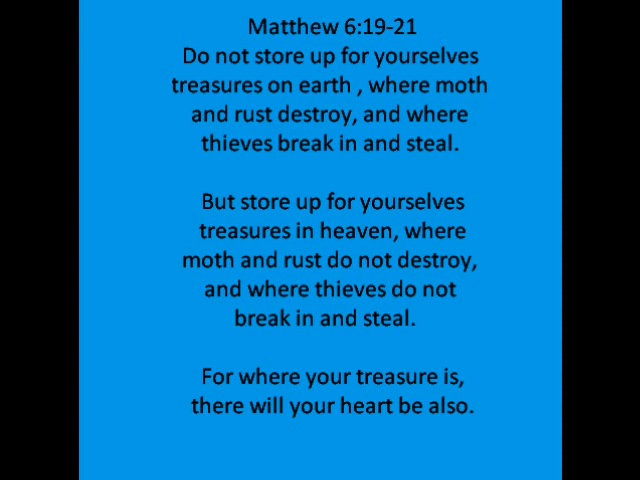 Matthew 6:19-21
Do not store up for yourselves
treasures on earth , where moth
and rust destroy, and where
thieves break in and steal.
But store up for yourselves
treasures in heaven, where
moth and rust do not destroy,
and where thieves do not
break in and steal.
For where your treasure is,
there will your heart be also.